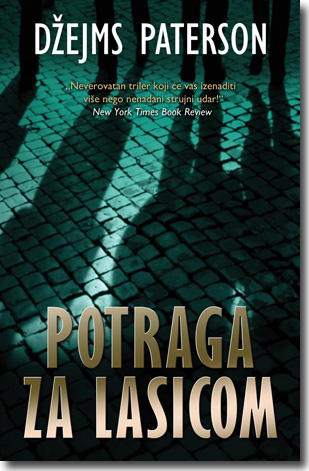 DŽEJMS PATERSON
„Neverovatan triler koji će vas izenaditi
više nego nenadani strujni udar!“
New York Times Book Review
POTRAGA
ZA LASICOM